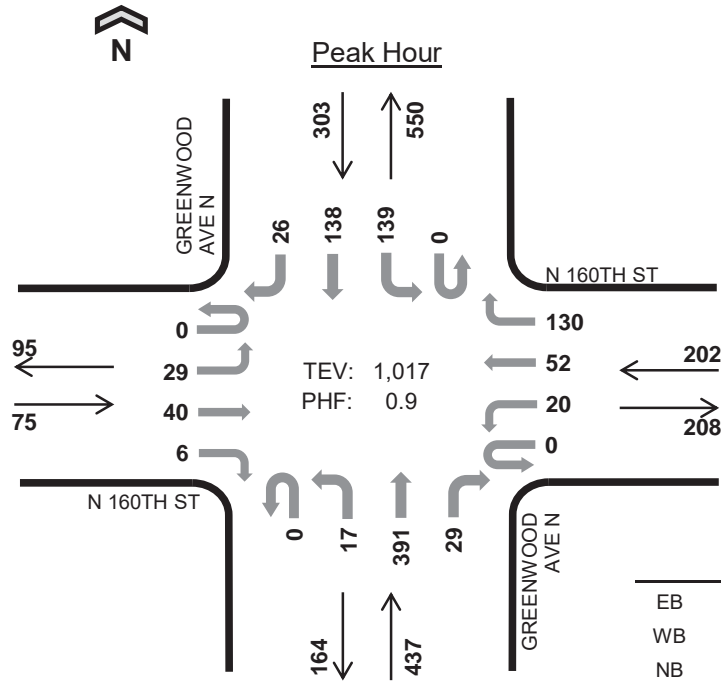 N
Peak Hour
303
550
GREENWOOD
AVE N
26
138
139
0
N 160TH ST
0
130
95
29
TEV: 1,017
52
202
75
40
PHF: 0.9
20
208
6
0
N 160TH ST
0
17
391
29
GREENWOOD
AVE N
164
437
EB
WB
NB